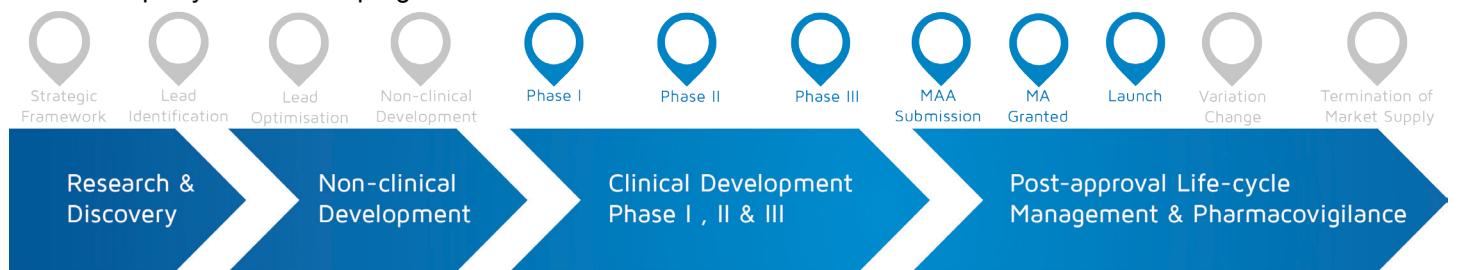 Strategic
Framework
Lead
Identification
Lead
Optimisation
Non-clinical
Development
Phase I
Phase II
Phase III
MAA
Submission
MA
Granted
Launch
Variation
Change
Termination of
Market Supply
Research &
Discovery
Non-clinical
Development
Clinical Development
Phase I , II & III
Post-approval Life-cycle
Management & Pharmacovigilance